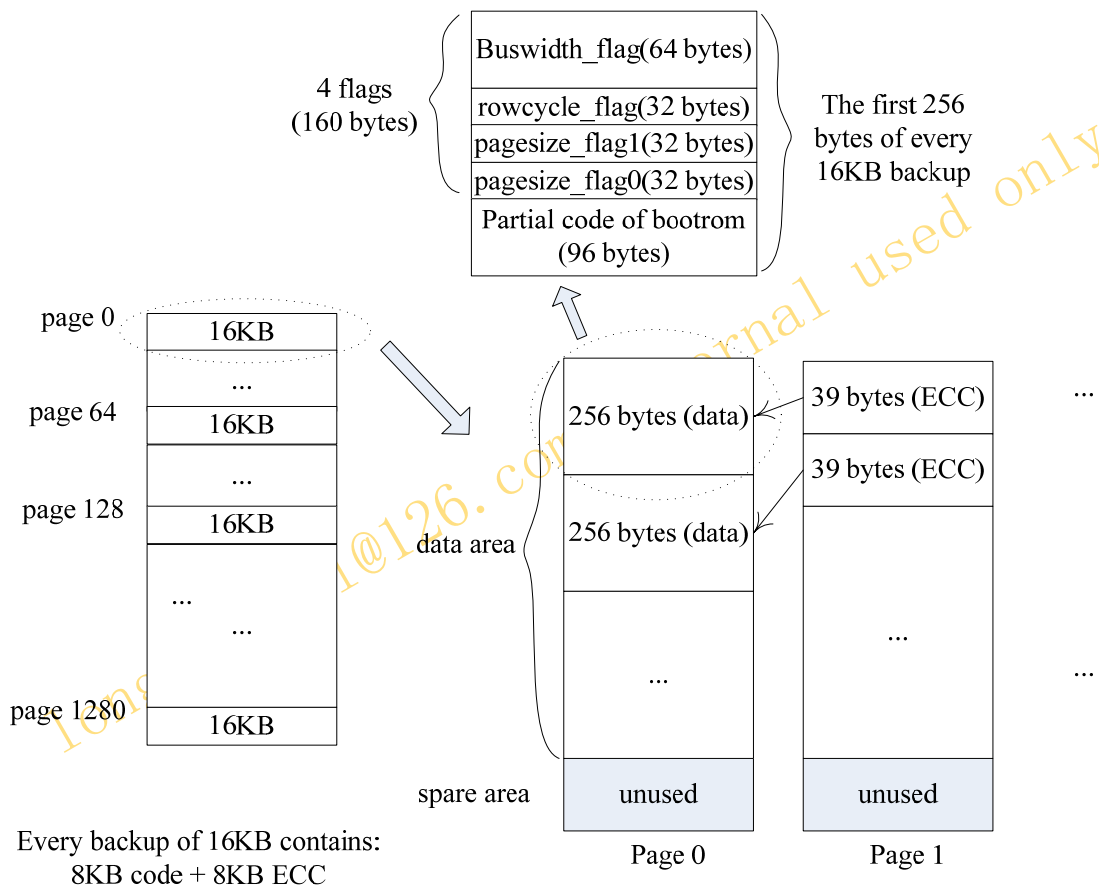 Buswidth_flag(64 bytes)
4 flags
(160 bytes)
rowcycle_flag(32 bytes)
pagesize_flag1(32 bytes)
pagesize_flag0(32 bytes)
Partial code of bootrom
(96 bytes)
The first 256
bytes of every
16KB backup
page 0
16KB
...
page 64
16KB
...
page 128
16KB
...
...
page 1280
16KB
Every backup of 16KB contains:
8KB code + 8KB ECC
data area
256 bytes (data)
256 bytes (data)
...
spare area
unused
Page 0
39 bytes (ECC)
39 bytes (ECC)
...
unused
Page 1
...
...
used only